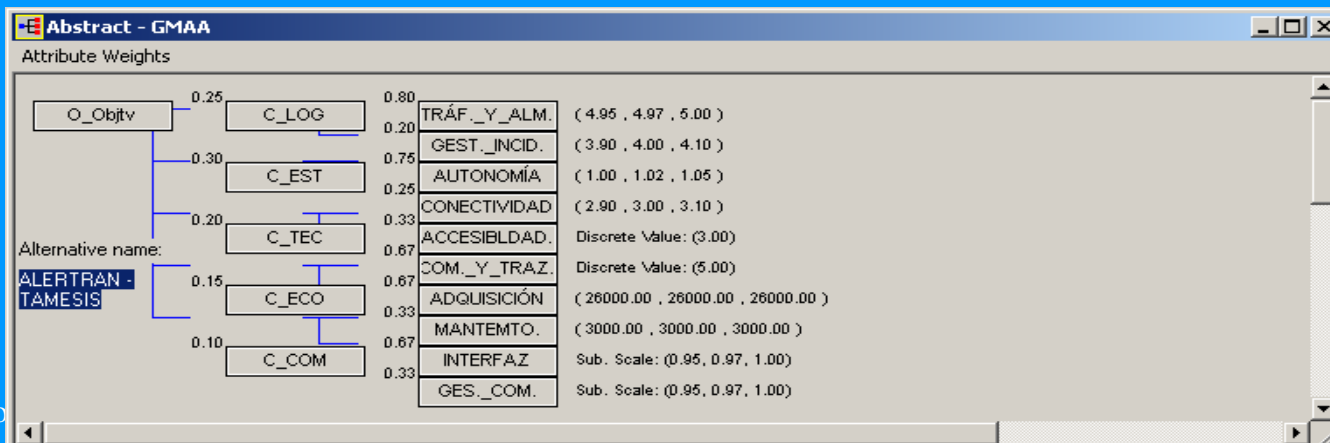 Abstract - GMAA
Attribute Weights
O_Objtv
0.25
C_LOG
0.80
TRÁF._Y_ALM.
( 4.95 , 4.97 , 5.00 )
0.20
GEST._INCID.
( 3.90 , 4.00 , 4.10 )
0.30
C_EST
0.75
AUTONOMÍA
( 1.00 , 1.02 , 1.05 )
0.25
CONECTIVIDAD
( 2.90 , 3.00 , 3.10 )
0.20
C_TEC
0.33
ACCESIBLDAD.
Discrete Value: (3.00)
0.67
COM._Y_TRAZ.
Discrete Value: (5.00)
Alternative name:
ALERTRAN -
TAMESIS
0.15
C_ECO
0.67
ADQUISICIÓN
( 26000.00 , 26000.00 , 26000.00 )
0.33
MANTEMTO.
( 3000.00 , 3000.00 , 3000.00 )
0.10
C_COM
0.67
INTERFAZ
Sub. Scale: (0.95, 0.97, 1.00)
0.33
GES._COM.
Sub. Scale: (0.95, 0.97, 1.00)